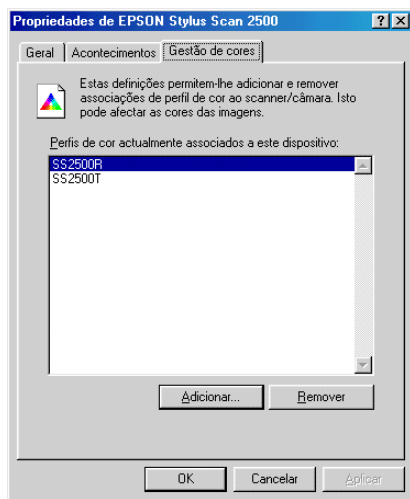 Propriedades de EPSON Stylus Scan 2500
Geral Acontecimentos Gestão de cores
Estas definições permitem-lhe adicionar e remover
associações de perfil de cor ao scanner/câmara. Isto
pode afectar as cores das imagens.
Perfis de cor actualmente associados a este dispositivo:
SS2500R
SS2500T
Adicionar... Remover
OK Cancelar Aplicar